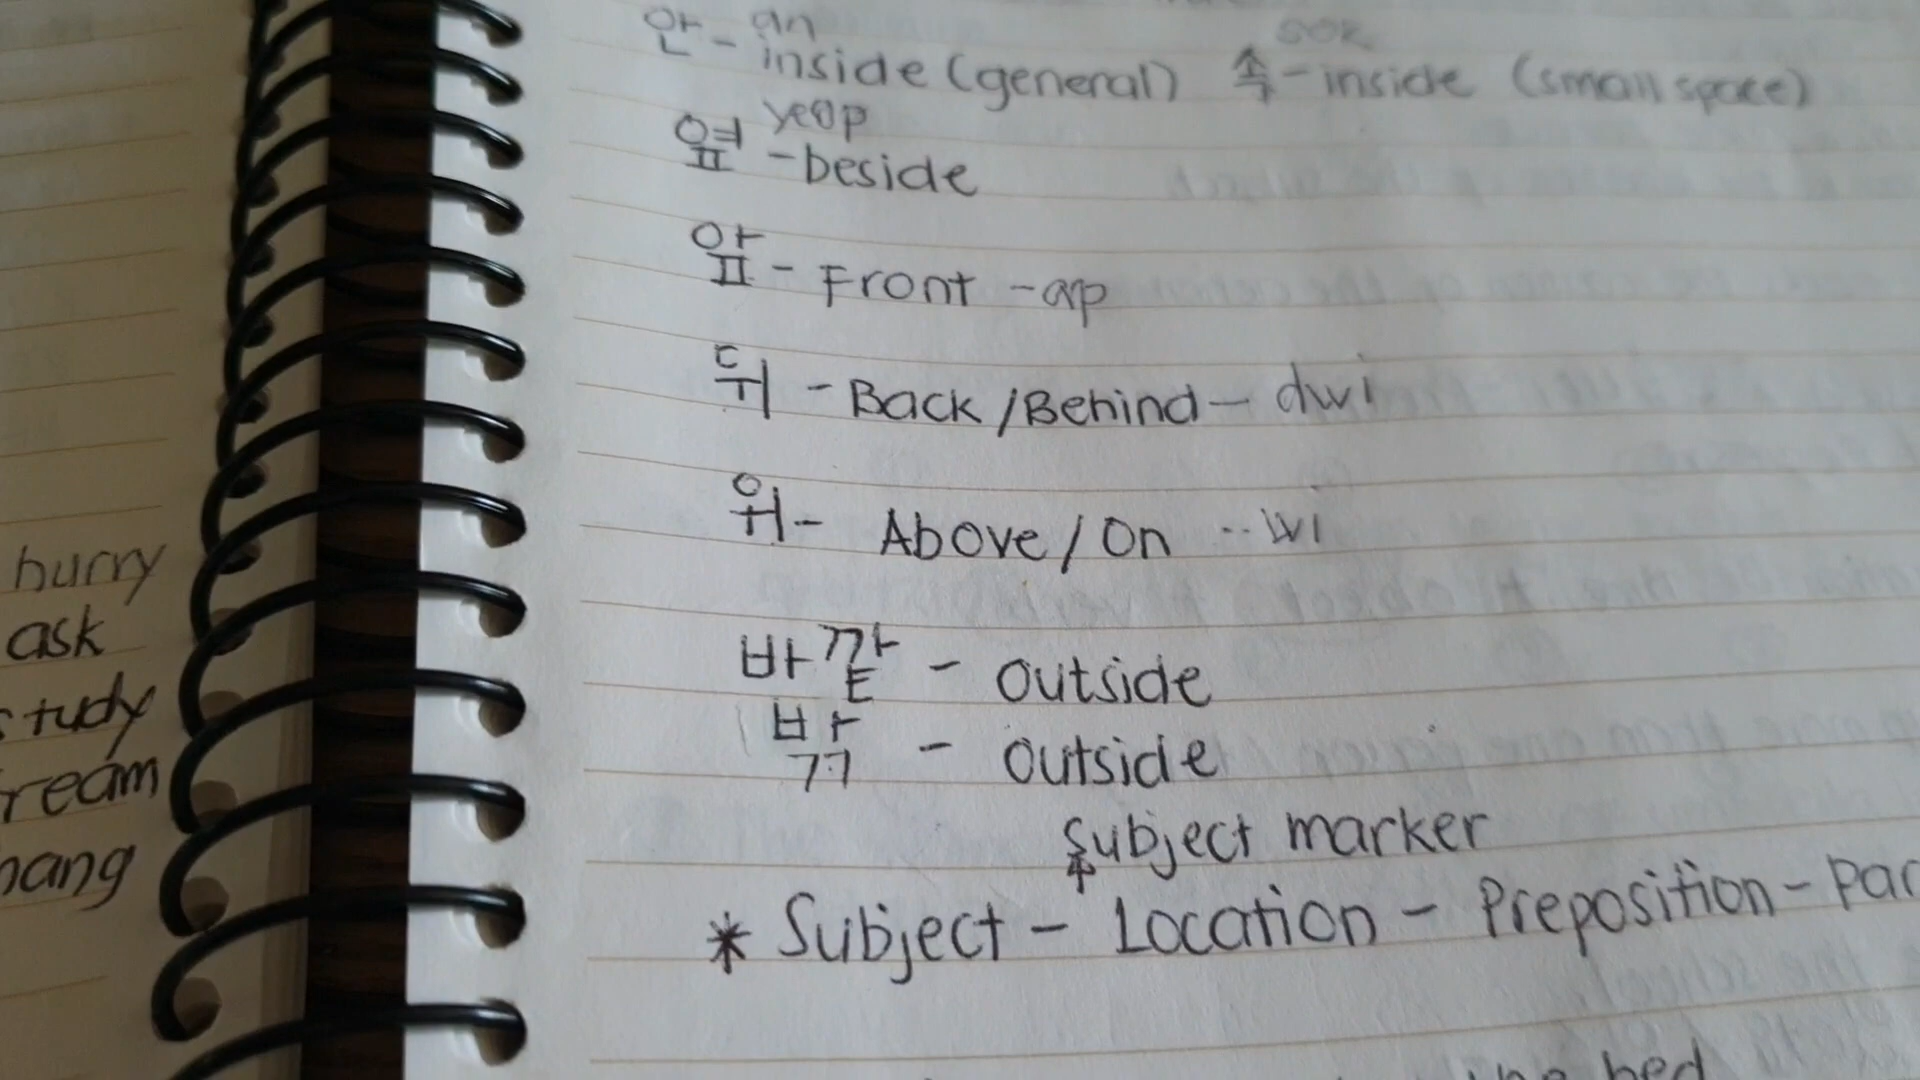 an sok
안 - inside (general) 속 - inside (small space)
yeop
옆 - beside
앞 - Front - ap
뒤 - Back / Behind - dwi
위 - Above / On -- wi
바깥 - outside
밖 - outside
subject marker
* Subject - Location - Preposition - Par
bed
hurry
ask
study
ream
hang